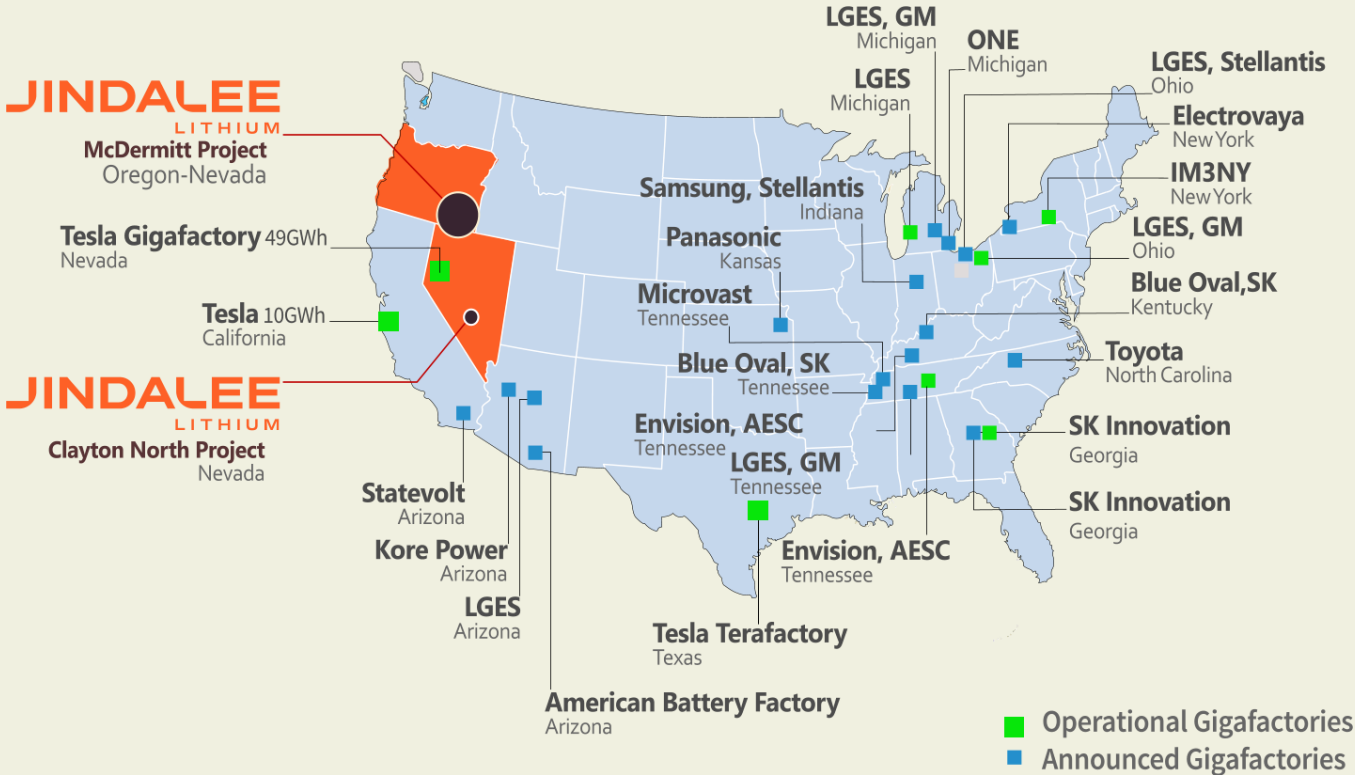 LGES, GM
Michigan
ONE
Michigan
LGES
Michigan
LGES, Stellantis
Ohio
Electrovaya
New York
IM3NY
New York
LGES, GM
Ohio
Blue Oval,SK
Kentucky
Toyota
North Carolina
SK Innovation
Georgia
SK Innovation
Georgia
JINDALEE
LITHIUM
McDermitt Project
Oregon-Nevada
Tesla Gigafactory 49GWh
Nevada
Tesla 10GWh
California
JINDALEE
LITHIUM
Clayton North Project
Nevada
Samsung, Stellantis
Indiana
Panasonic
Kansas
Microvast
Tennessee
Blue Oval, SK
Tennessee
Envision, AESC
Tennessee
LGES, GM
Tennessee
Envision, AESC
Tennessee
Statevolt
Arizona
Kore Power
Arizona
LGES
Arizona
Tesla Terafactory
Texas
American Battery Factory
Arizona
Operational Gigafactories
Announced Gigafactories